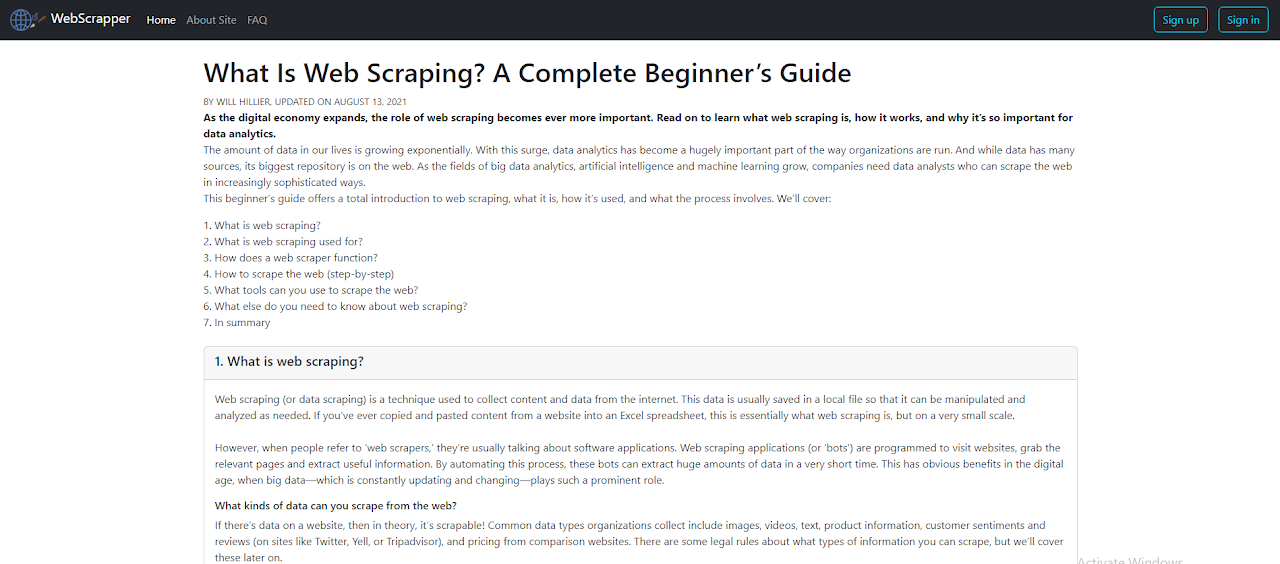 WebScrapper Home About Site FAQ Sign up Sign in
What Is Web Scraping? A Complete Beginner’s Guide
BY WILL HILLIER, UPDATED ON AUGUST 13, 2021
As the digital economy expands, the role of web scraping becomes ever more important. Read on to learn what web scraping is, how it works, and why it’s so important for
data analytics.
The amount of data in our lives is growing exponentially. With this surge, data analytics has become a hugely important part of the way organizations are run. And while data has many
sources, its biggest repository is on the web. As the fields of big data analytics, artificial intelligence and machine learning grow, companies need data analysts who can scrape the web
in increasingly sophisticated ways.
This beginner’s guide offers a total introduction to web scraping, what it is, how it’s used, and what the process involves. We’ll cover:
1. What is web scraping?
2. What is web scraping used for?
3. How does a web scraper function?
4. How to scrape the web (step-by-step)
5. What tools can you use to scrape the web?
6. What else do you need to know about web scraping?
7. In summary
1. What is web scraping?
Web scraping (or data scraping) is a technique used to collect content and data from the internet. This data is usually saved in a local file so that it can be manipulated and
analyzed as needed. If you’ve ever copied and pasted content from a website into an Excel spreadsheet, this is essentially what web scraping is, but on a very small scale.
However, when people refer to ‘web scrapers,’ they’re usually talking about software applications. Web scraping applications (or ‘bots’) are programmed to visit websites, grab the
relevant pages and extract useful information. By automating this process, these bots can extract huge amounts of data in a very short time. This has obvious benefits in the digital
age, when big data—which is constantly updating and changing—plays such a prominent role.
What kinds of data can you scrape from the web?
If there’s data on a website, then in theory, it’s scrapable! Common data types organizations collect include images, videos, text, product information, customer sentiments and
reviews (on sites like Twitter, Yell, or Tripadvisor), and pricing from comparison websites. There are some legal rules about what types of information you can scrape, but we’ll cover
these later on.
Activate Windows